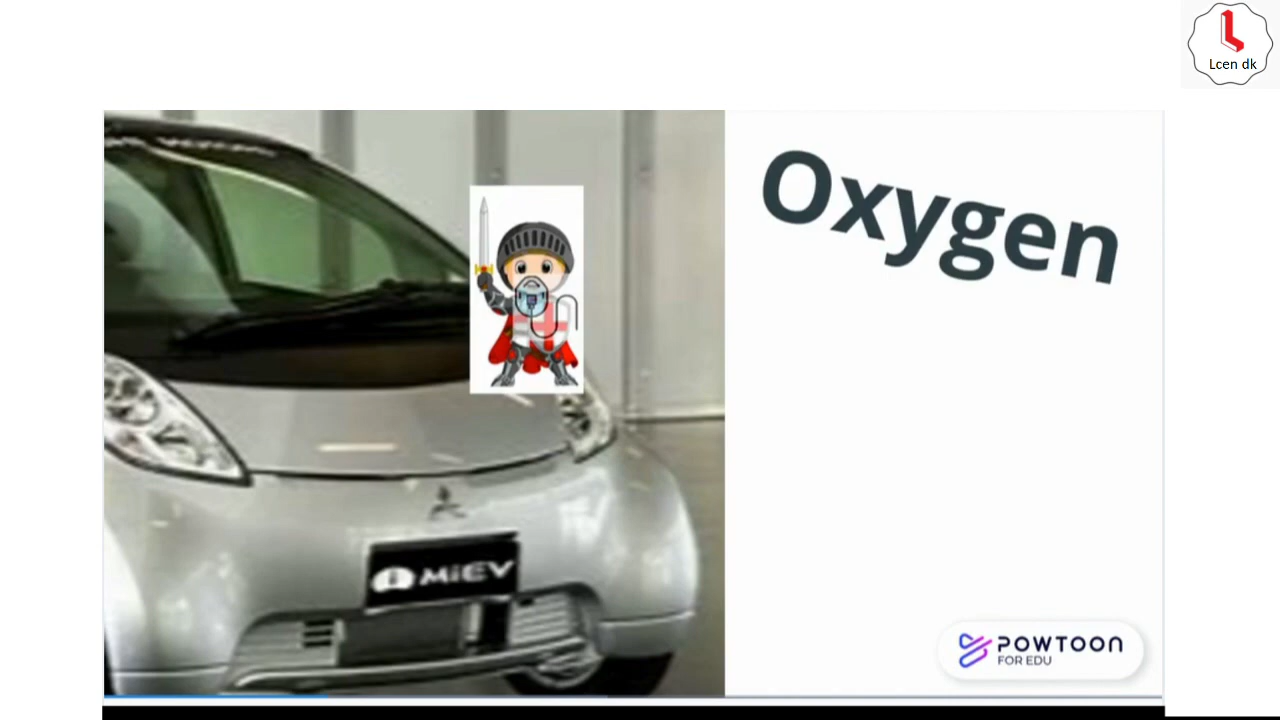 Lcen dk
Oxygen
MiEV
POWTOON
FOR EDU